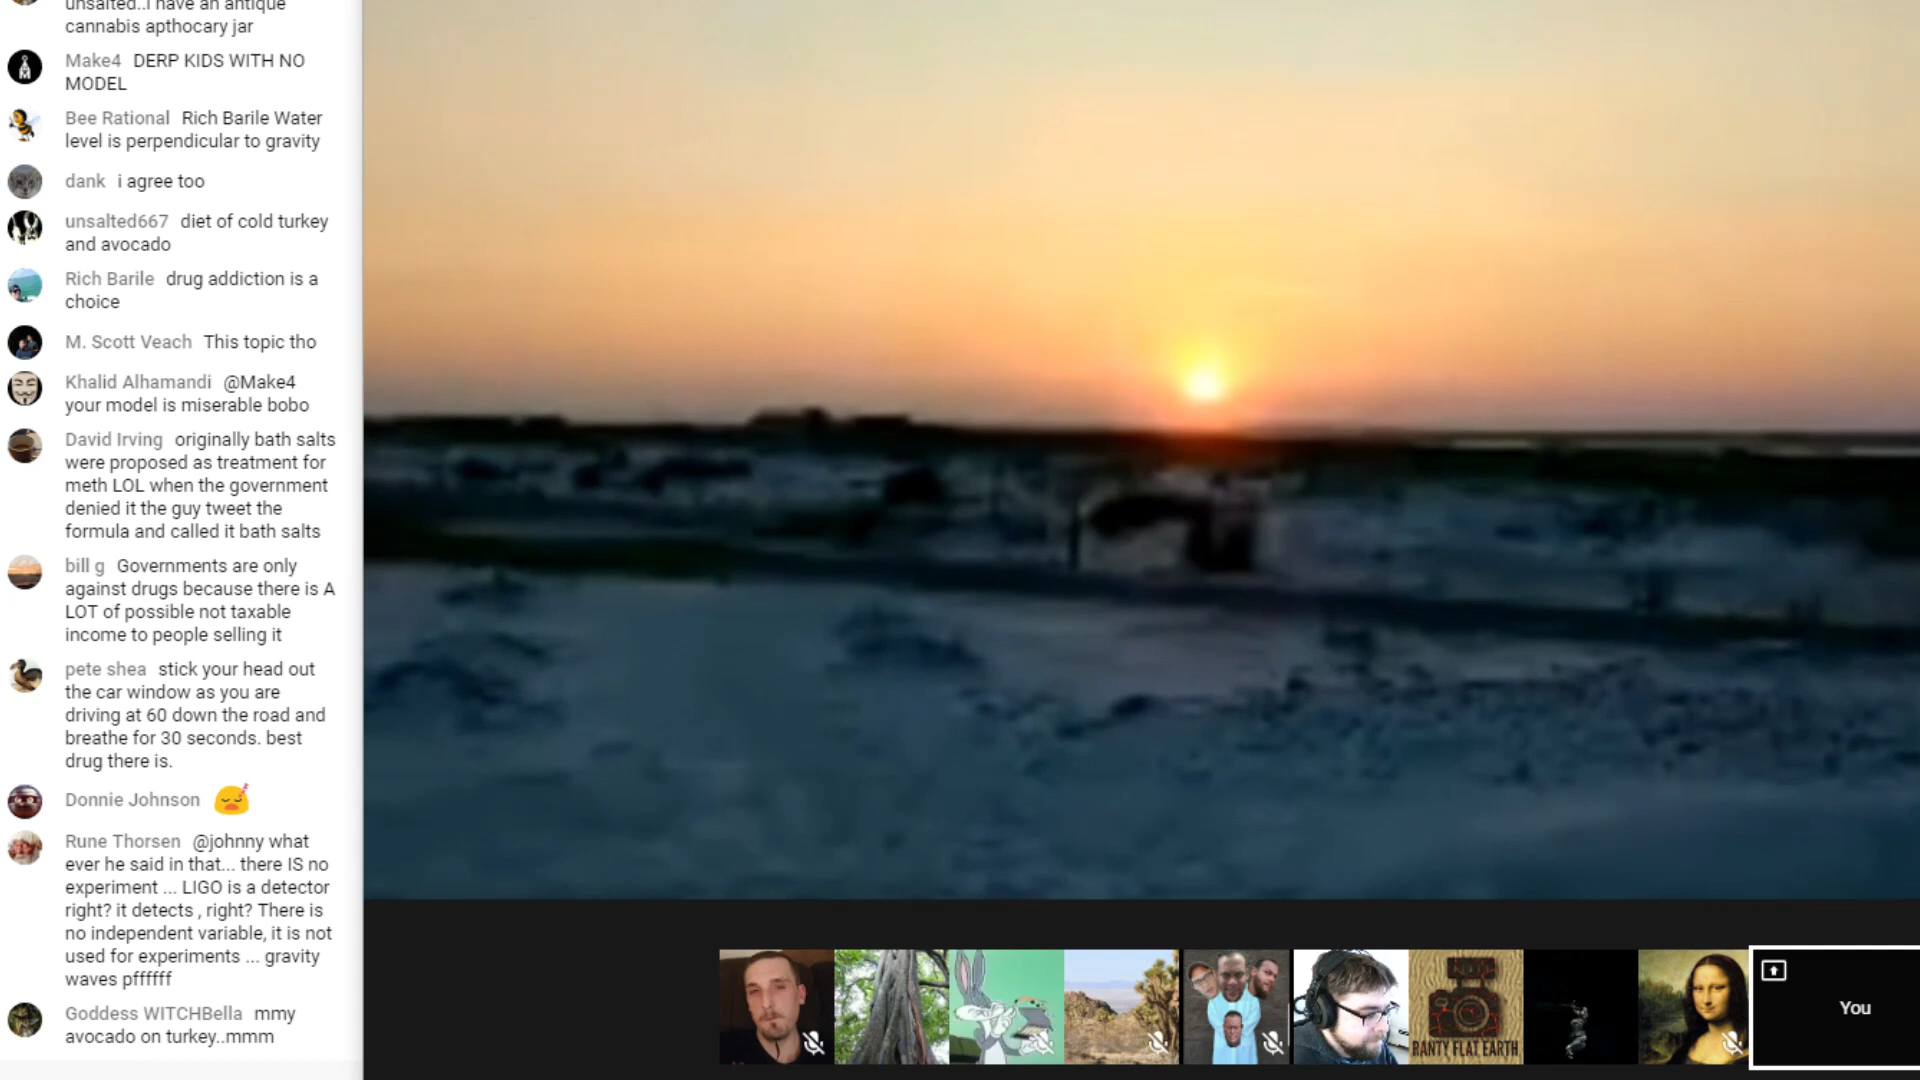 unsalted..i have an antique
cannabis apthocary jar
Make4 DERP KIDS WITH NO
MODEL
Bee Rational Rich Barile Water
level is perpendicular to gravity
dank i agree too
unsalted667 diet of cold turkey
and avocado
Rich Barile drug addiction is a
choice
M. Scott Veach This topic tho
Khalid Alhamandi @Make4
your model is miserable bobo
David Irving originally bath salts
were proposed as treatment for
meth LOL when the government
denied it the guy tweet the
formula and called it bath salts
bill g Governments are only
against drugs because there is A
LOT of possible not taxable
income to people selling it
pete shea stick your head out
the car window as you are
driving at 60 down the road and
breathe for 30 seconds. best
drug there is.
Donnie Johnson
Rune Thorsen @johnny what
ever he said in that... there IS no
experiment ... LIGO is a detector
right? it detects , right? There is
no independent variable, it is not
used for experiments ... gravity
waves pffffff
Goddess WITCHBella mmy
avocado on turkey..mmm
RANTY FLAT EARTH
You